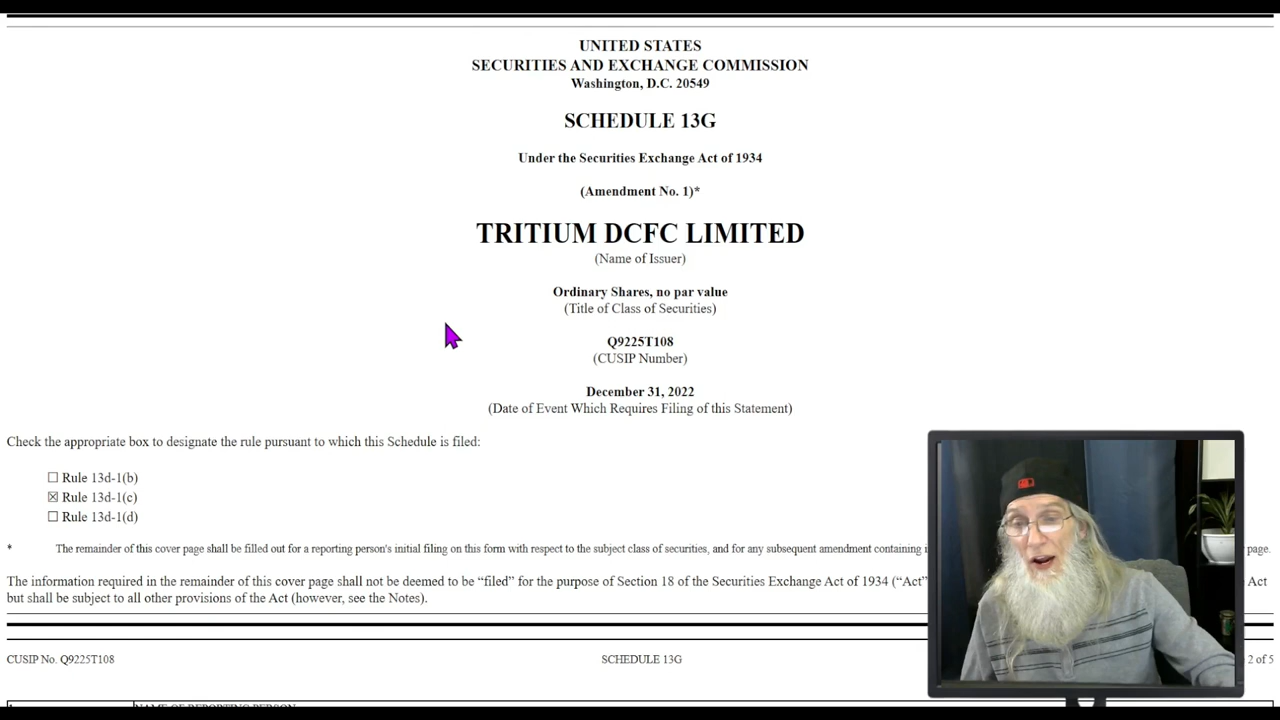 UNITED STATES
SECURITIES AND EXCHANGE COMMISSION
Washington, D.C. 20549
SCHEDULE 13G
Under the Securities Exchange Act of 1934
(Amendment No. 1)*
TRITIUM DCFC LIMITED
(Name of Issuer)
Ordinary Shares, no par value
(Title of Class of Securities)
Q9225T108
(CUSIP Number)
December 31, 2022
(Date of Event Which Requires Filing of this Statement)
Check the appropriate box to designate the rule pursuant to which this Schedule is filed:
☐ Rule 13d-1(b)
☒ Rule 13d-1(c)
☐ Rule 13d-1(d)
* The remainder of this cover page shall be filled out for a reporting person's initial filing on this form with respect to the subject class of securities, and for any subsequent amendment containing page.
The information required in the remainder of this cover page shall not be deemed to be “filed” for the purpose of Section 18 of the Securities Exchange Act of 1934 (“Act” Act
but shall be subject to all other provisions of the Act (however, see the Notes).
CUSIP No. Q9225T108 SCHEDULE 13G 2 of 5
NAME OF REPORTING PERSON